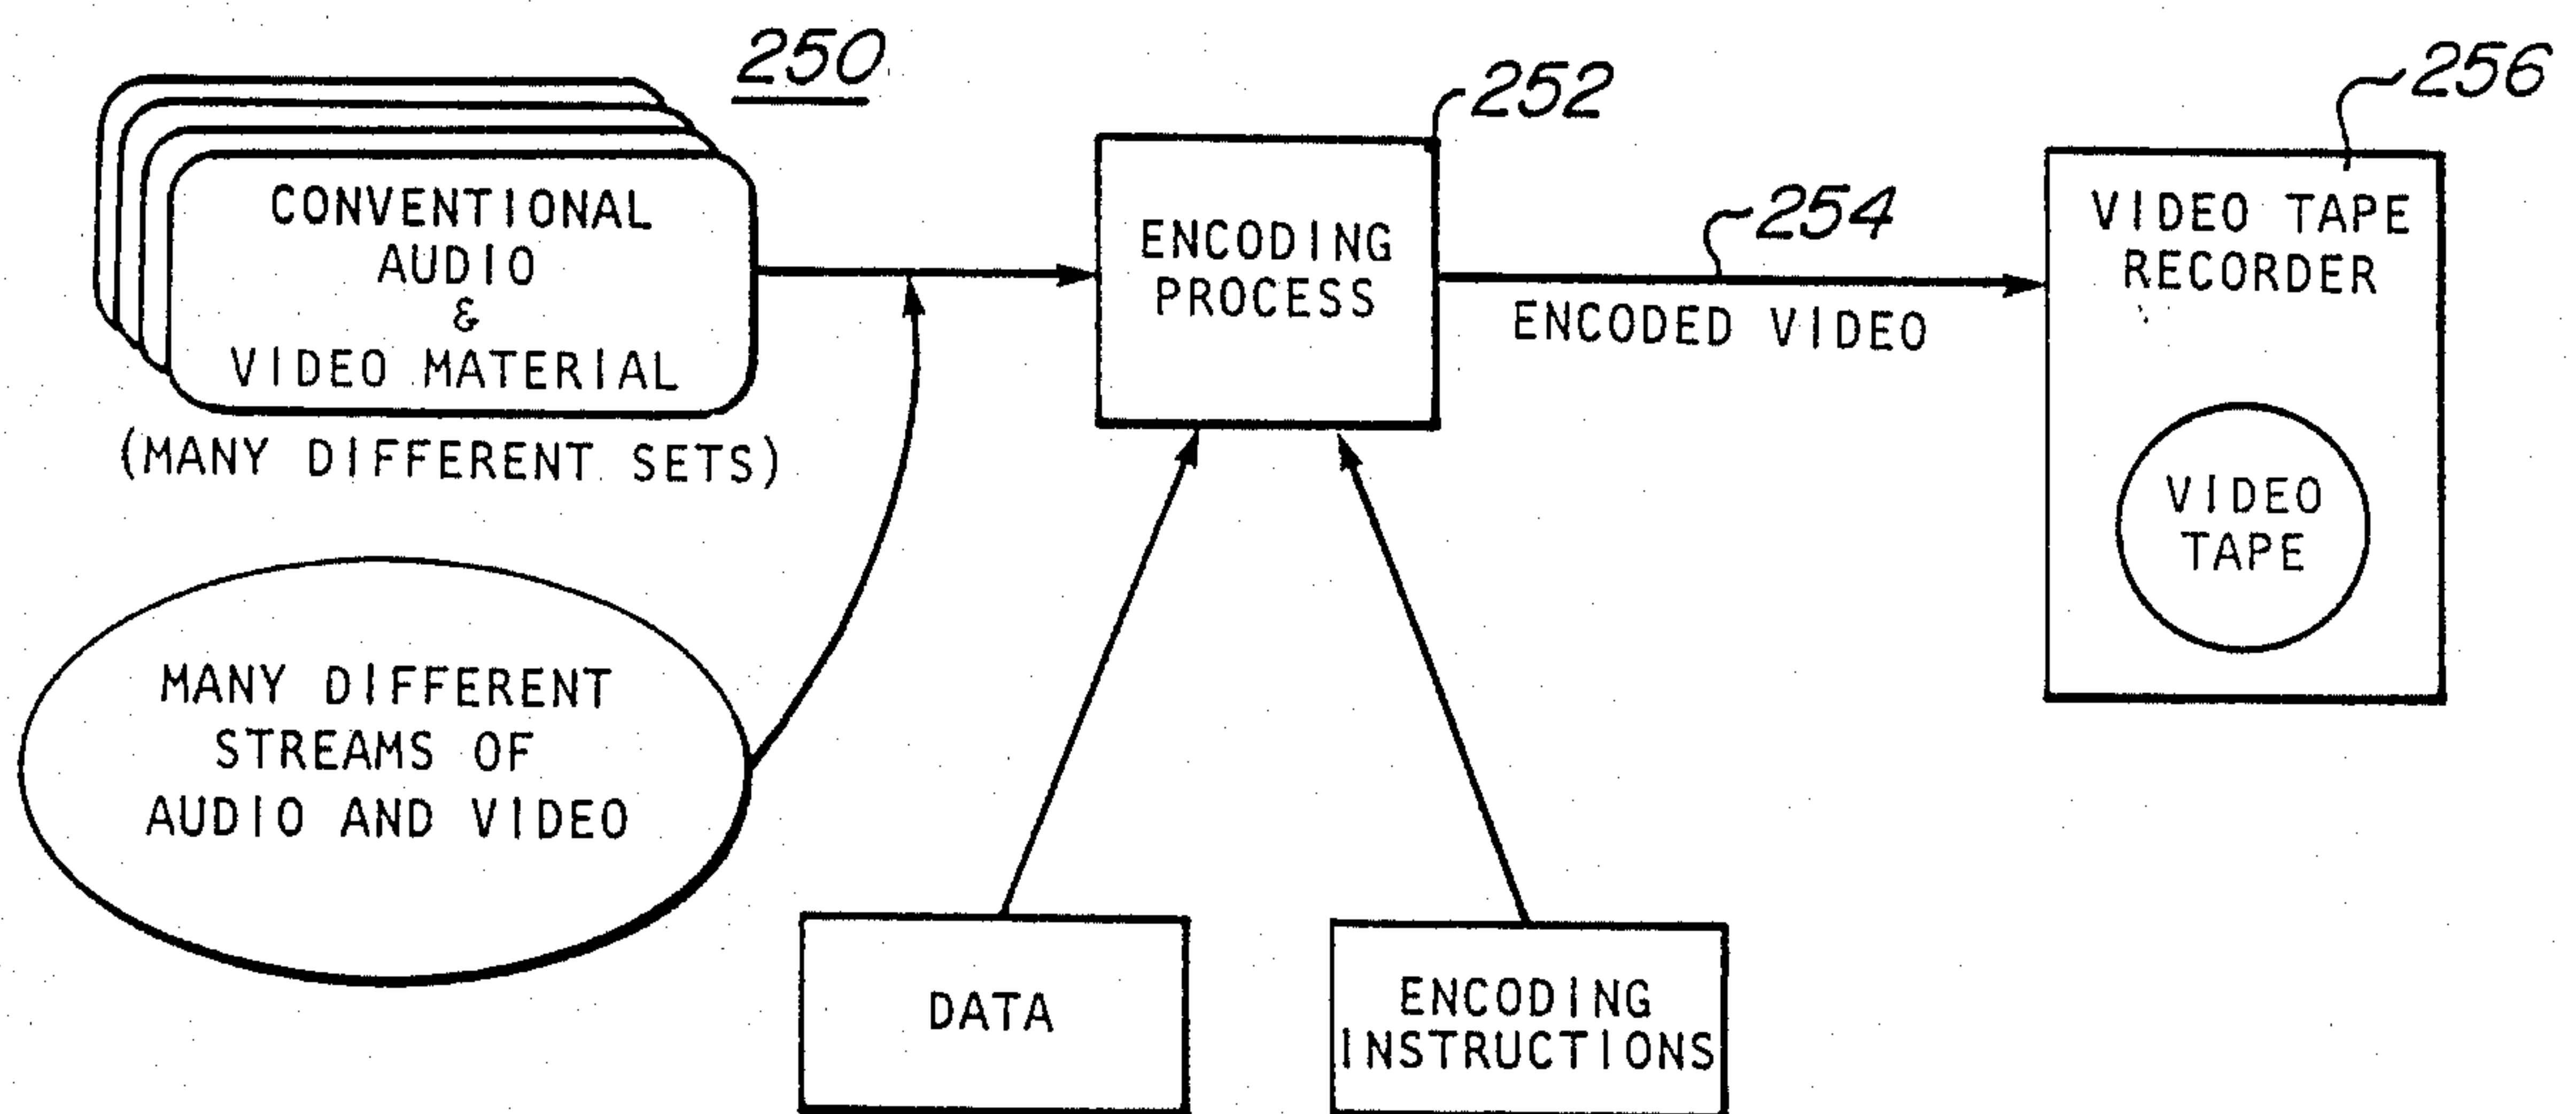 250
252
256
CONVENTIONAL
AUDIO
&
VIDEO MATERIAL
(MANY DIFFERENT SETS)
ENCODING
PROCESS
254
ENCODED VIDEO
VIDEO TAPE
RECORDER
VIDEO
TAPE
MANY DIFFERENT
STREAMS OF
AUDIO AND VIDEO
DATA
ENCODING
INSTRUCTIONS